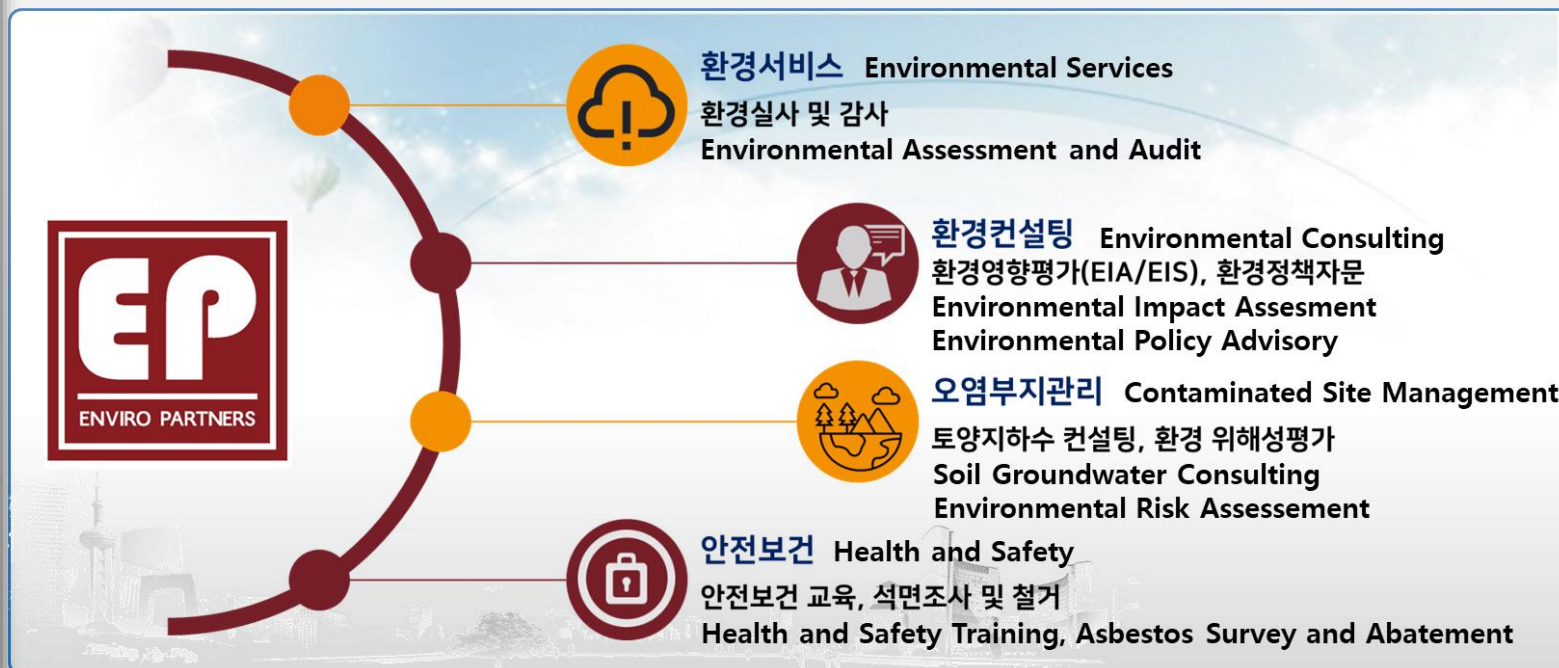 환경서비스 Environmental Services
환경실사 및 감사
Environmental Assessment and Audit
환경컨설팅 Environmental Consulting
환경영향평가(EIA/EIS), 환경정책자문
Environmental Impact Assesment
Environmental Policy Advisory
EP
ENVIRO PARTNERS
오염부지관리 Contaminated Site Management
토양지하수 컨설팅, 환경 위해성평가
Soil Groundwater Consulting
Environmental Risk Assessement
안전보건 Health and Safety
안전보건 교육, 석면조사 및 철거
Health and Safety Training, Asbestos Survey and Abatement